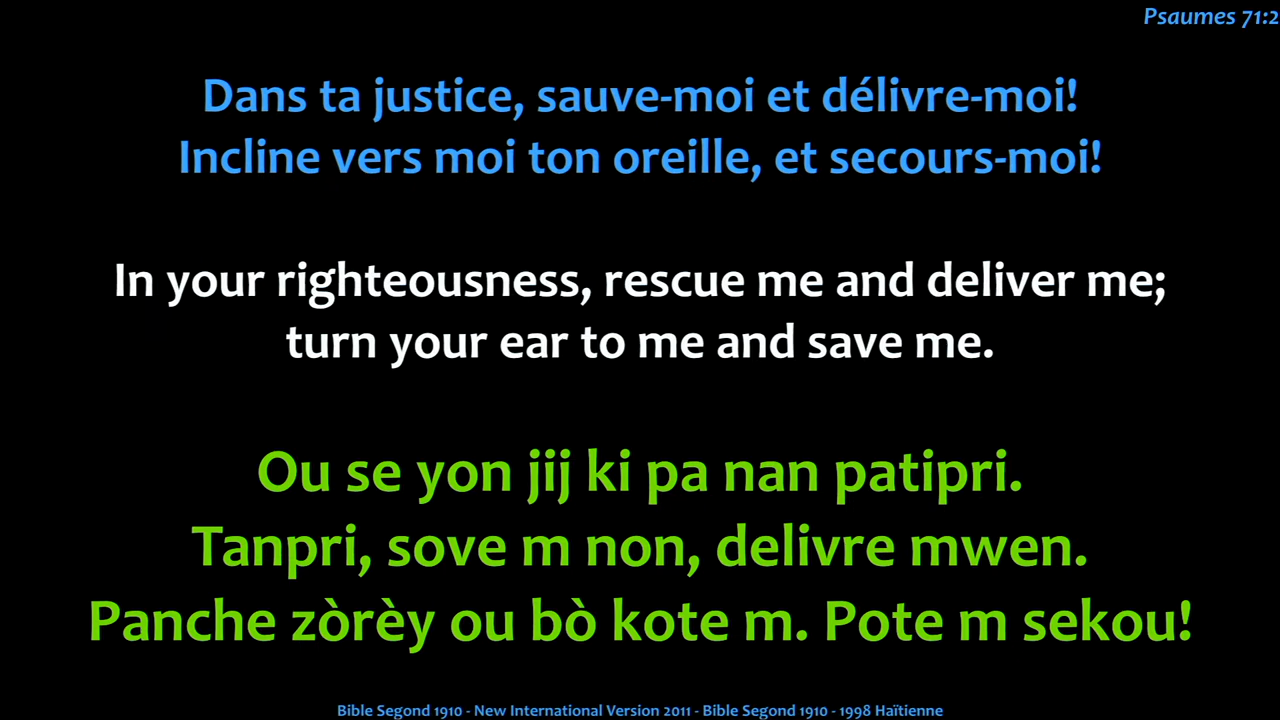 Psaumes 71:2
Dans ta justice, sauve-moi et délivre-moi!
Incline vers moi ton oreille, et secours-moi!
In your righteousness, rescue me and deliver me;
turn your ear to me and save me.
Ou se yon jij ki pa nan patipri.
Tanpri, sove m non, delivre mwen.
Panche zòrèy ou bò kote m. Pote m sekou!
Bible Segond 1910 - New International Version 2011 - Bible Segond 1910 - 1998 Haïtienne